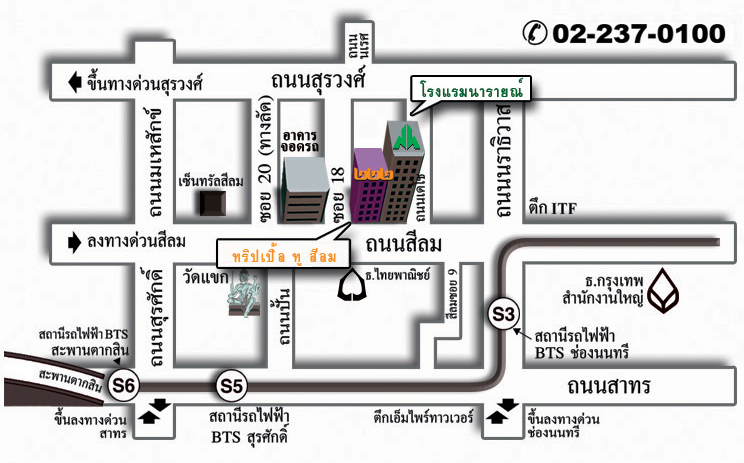 02-237-0100
ถนน
นเรศ
ขึ้นทางด่วนสุรวงศ์
ถนนสุรวงศ์
โรงแรมนารายณ์
ถนนมเหสักข์
ซอย 20 (ทางลัด)
อาคาร
จอดรถ
ซอย 18
๒๒๒
ถนนเดโช
ถนนนราธิวาส
เซ็นทรัลสีลม
ตึก ITF
ลงทางด่วนสีลม
ถนนสีลม
ทริปเปิ้ล ทู สีลม
วัดแขก
ธ.ไทยพาณิชย์
ถนนสุรศักดิ์
ถนนปั้น
สีลมซอย 9
ธ.กรุงเทพ
สำนักงานใหญ่
S3
สถานีรถไฟฟ้า
BTS ช่องนนทรี
สถานีรถไฟฟ้า BTS
สะพานตากสิน
สะพานตากสิน
S6
S5
ถนนสาทร
ขึ้นลงทางด่วน
สาทร
สถานีรถไฟฟ้า
BTS สุรศักดิ์
ตึกเอ็มไพร์ทาวเวอร์
ขึ้นลงทางด่วน
ช่องนนทรี